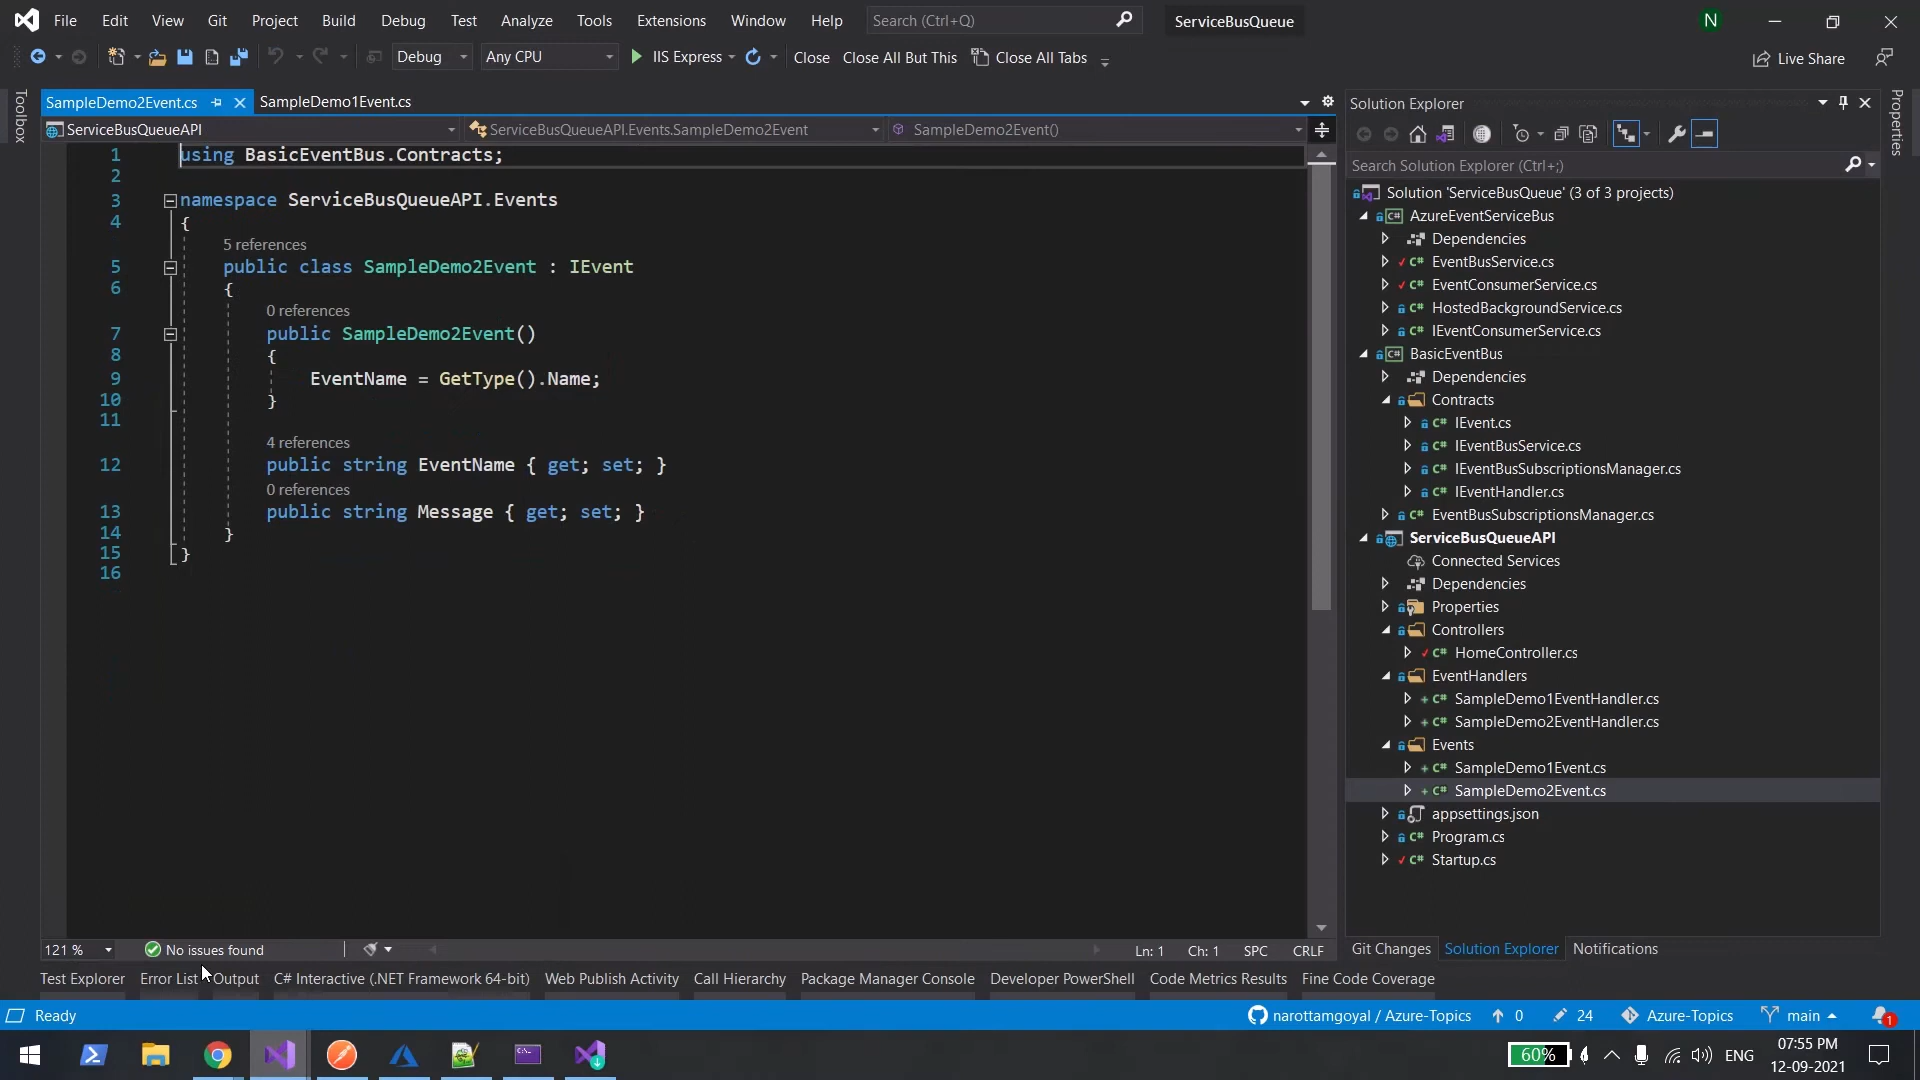 File Edit View Git Project Build Debug Test Analyze Tools Extensions Window Help Search (Ctrl+Q) ServiceBusQueue N
Debug Any CPU IIS Express Close Close All But This Close All Tabs Live Share
Toolbox
SampleDemo2Event.cs SampleDemo1Event.cs
ServiceBusQueueAPI ServiceBusQueueAPI.Events.SampleDemo2Event SampleDemo2Event()
1 using BasicEventBus.Contracts;
2
3 namespace ServiceBusQueueAPI.Events
4 {
5 references
5 public class SampleDemo2Event : IEvent
6 {
0 references
7 public SampleDemo2Event()
8 {
9 EventName = GetType().Name;
10 }
11
4 references
12 public string EventName { get; set; }
0 references
13 public string Message { get; set; }
14 }
15 }
16
121 % No issues found Ln: 1 Ch: 1 SPC CRLF
Solution Explorer
Search Solution Explorer (Ctrl+;)
Solution 'ServiceBusQueue' (3 of 3 projects)
C# AzureEventServiceBus
Dependencies
C# EventBusService.cs
C# EventConsumerService.cs
C# HostedBackgroundService.cs
C# IEventConsumerService.cs
C# BasicEventBus
Dependencies
Contracts
C# IEvent.cs
C# IEventBusService.cs
C# IEventBusSubscriptionsManager.cs
C# IEventHandler.cs
C# EventBusSubscriptionsManager.cs
ServiceBusQueueAPI
Connected Services
Dependencies
Properties
Controllers
C# HomeController.cs
EventHandlers
C# SampleDemo1EventHandler.cs
C# SampleDemo2EventHandler.cs
Events
C# SampleDemo1Event.cs
C# SampleDemo2Event.cs
appsettings.json
C# Program.cs
C# Startup.cs
Git Changes Solution Explorer Notifications
Properties
Test Explorer Error List Output C# Interactive (.NET Framework 64-bit) Web Publish Activity Call Hierarchy Package Manager Console Developer PowerShell Code Metrics Results Fine Code Coverage
Ready narottamgoyal / Azure-Topics 0 24 Azure-Topics main 1
60% ENG 07:55 PM
12-09-2021